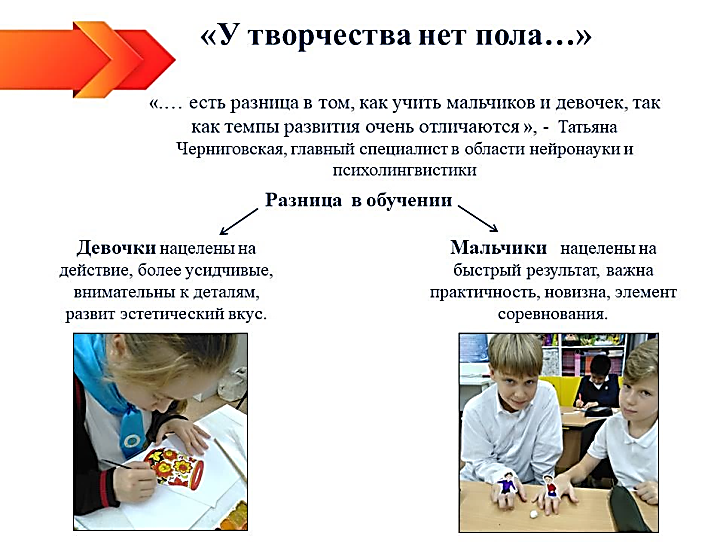 «У творчества нет пола…»
«.… есть разница в том, как учить мальчиков и девочек, так
как темпы развития очень отличаются », - Татьяна
Черниговская, главный специалист в области нейронауки и
психолингвистики
Разница в обучении
Девочки нацелены на
действие, более усидчивые,
внимательны к деталям,
развит эстетический вкус.
Мальчики нацелены на
быстрый результат, важна
практичность, новизна, элемент
соревнования.